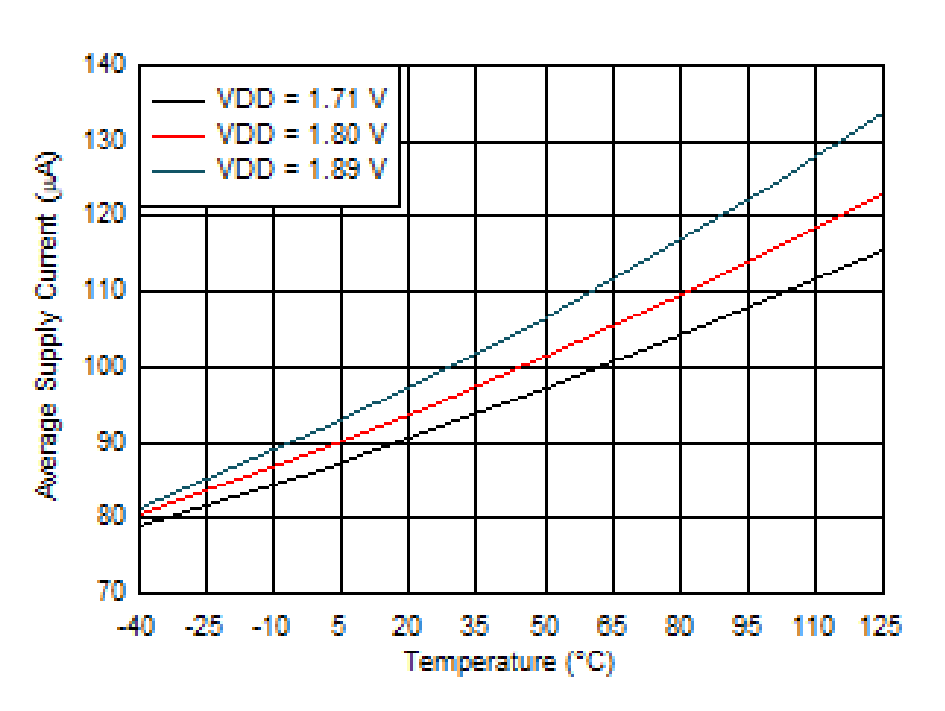 140
130
120
110
100
90
80
70
VDD = 1.71 V
VDD = 1.80 V
VDD = 1.89 V
Average Supply Current (μA)
-40 -25 -10 5 20 35 50 65 80 95 110 125
Temperature (°C)